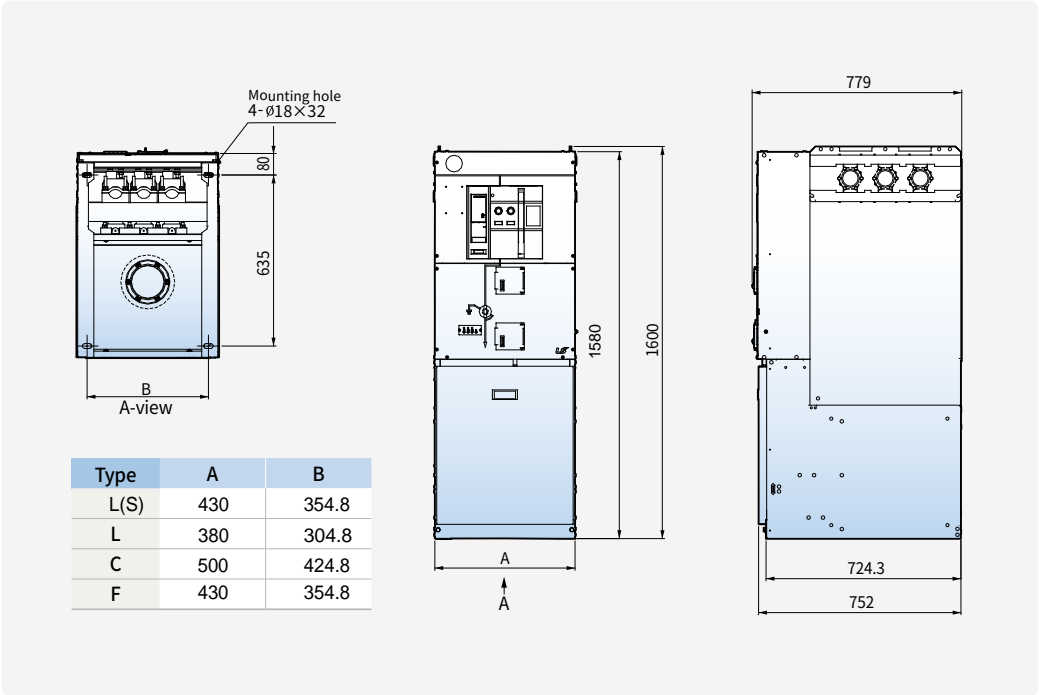 Mounting hole
4- ø18×32
80
635
B
A-view
1580
1600
A
A
779
724.3
752
Type A B
L(S) 430 354.8
L 380 304.8
C 500 424.8
F 430 354.8
LS